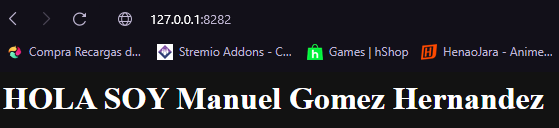 127.0.0.1:8282
Compra Recargas d... Stremio Addons - C... Games | hShop HenaoJara - Anime...
HOLA SOY Manuel Gomez Hernandez